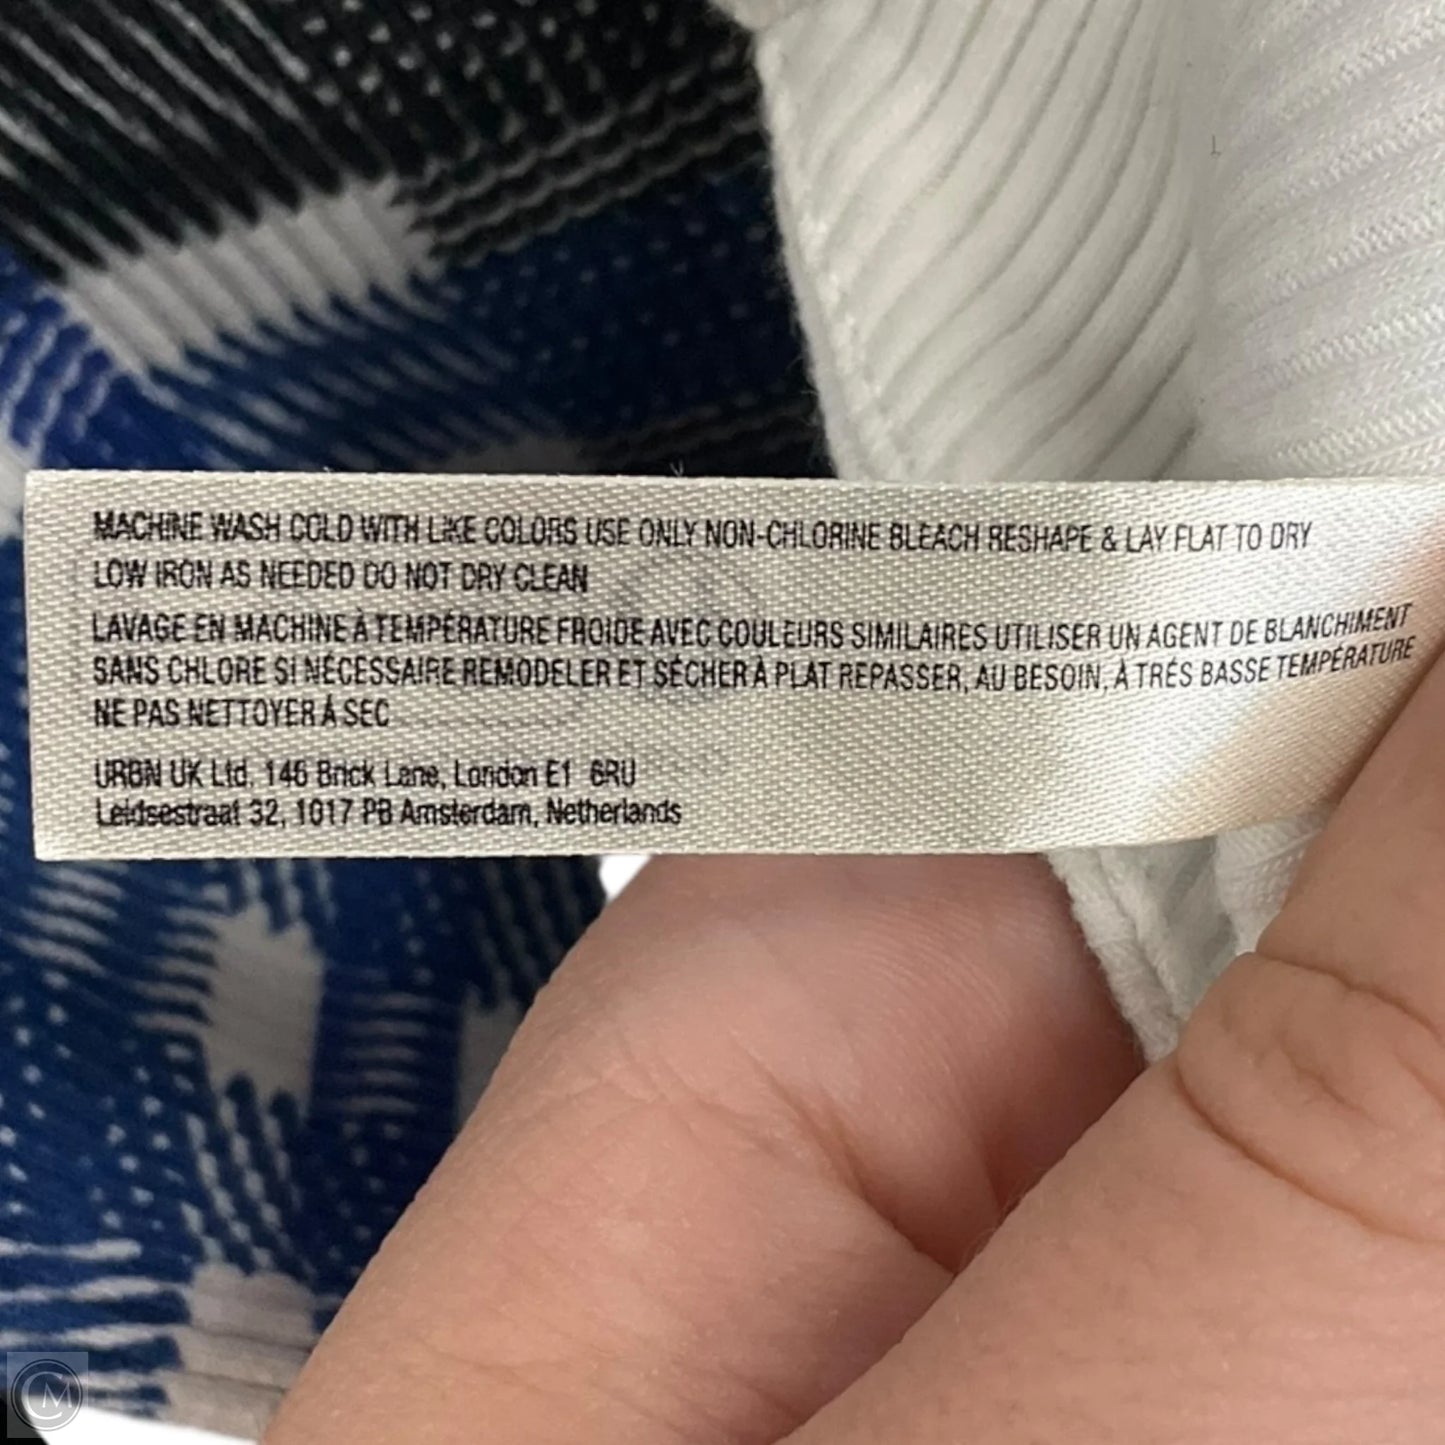 MACHINE WASH COLD WITH LIKE COLORS USE ONLY NON-CHLORINE BLEACH RESHAPE & LAY FLAT TO DRY
LOW IRON AS NEEDED DO NOT DRY CLEAN
LAVAGE EN MACHINE À TEMPÉRATURE FROIDE AVEC COULEURS SIMILAIRES UTILISER UN AGENT DE BLANCHIMENT
SANS CHLORE SI NÉCESSAIRE REMODELER ET SÉCHER À PLAT REPASSER, AU BESOIN, À TRÉS BASSE TEMPÉRATURE
NE PAS NETTOYER Á SEC
URBN UK Ltd. 146 Brick Lane, London E1 6RU
Leidsestraat 32, 1017 PB Amsterdam, Netherlands
CM